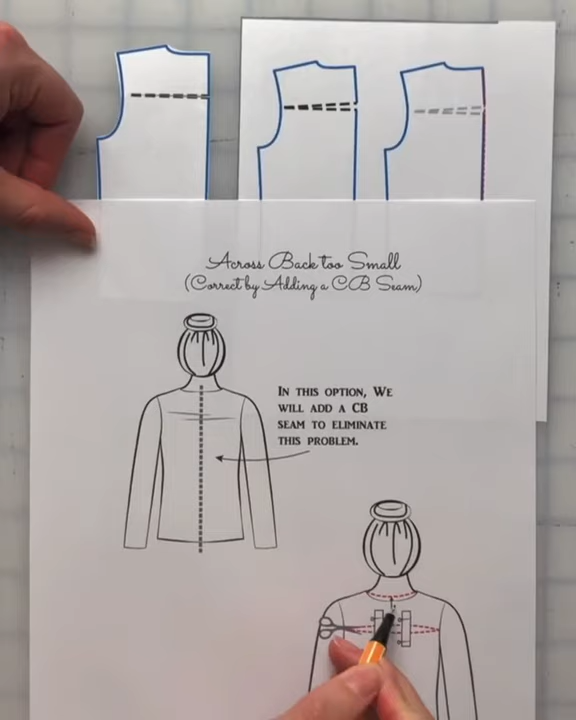 Across Back too Small
(Correct by Adding a CB Seam)
In this option, We
will add a CB
seam to eliminate
this problem.